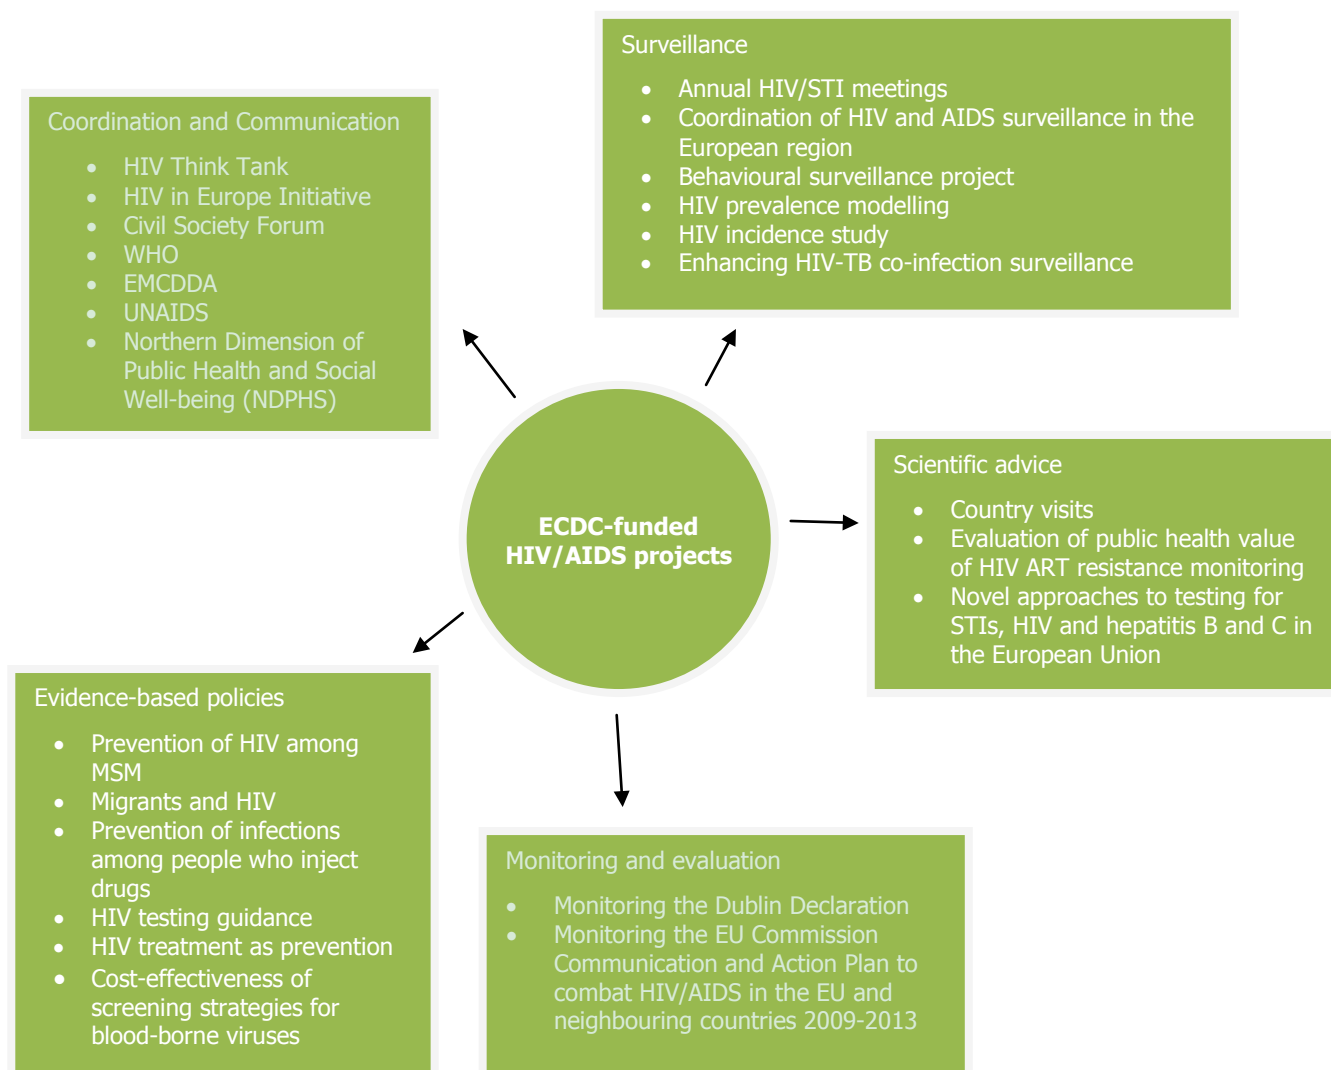 Surveillance
• Annual HIV/STI meetings
• Coordination of HIV and AIDS surveillance in the
European region
• Behavioural surveillance project
• HIV prevalence modelling
• HIV incidence study
• Enhancing HIV-TB co-infection surveillance
Coordination and Communication
• HIV Think Tank
• HIV in Europe Initiative
• Civil Society Forum
• WHO
• EMCDDA
• UNAIDS
• Northern Dimension of
Public Health and Social
Well-being (NDPHS)
ECDC-funded
HIV/AIDS projects
Scientific advice
• Country visits
• Evaluation of public health value
of HIV ART resistance monitoring
• Novel approaches to testing for
STIs, HIV and hepatitis B and C in
the European Union
Evidence-based policies
• Prevention of HIV among
MSM
• Migrants and HIV
• Prevention of infections
among people who inject
drugs
• HIV testing guidance
• HIV treatment as prevention
• Cost-effectiveness of
screening strategies for
blood-borne viruses
Monitoring and evaluation
• Monitoring the Dublin Declaration
• Monitoring the EU Commission
Communication and Action Plan to
combat HIV/AIDS in the EU and
neighbouring countries 2009-2013